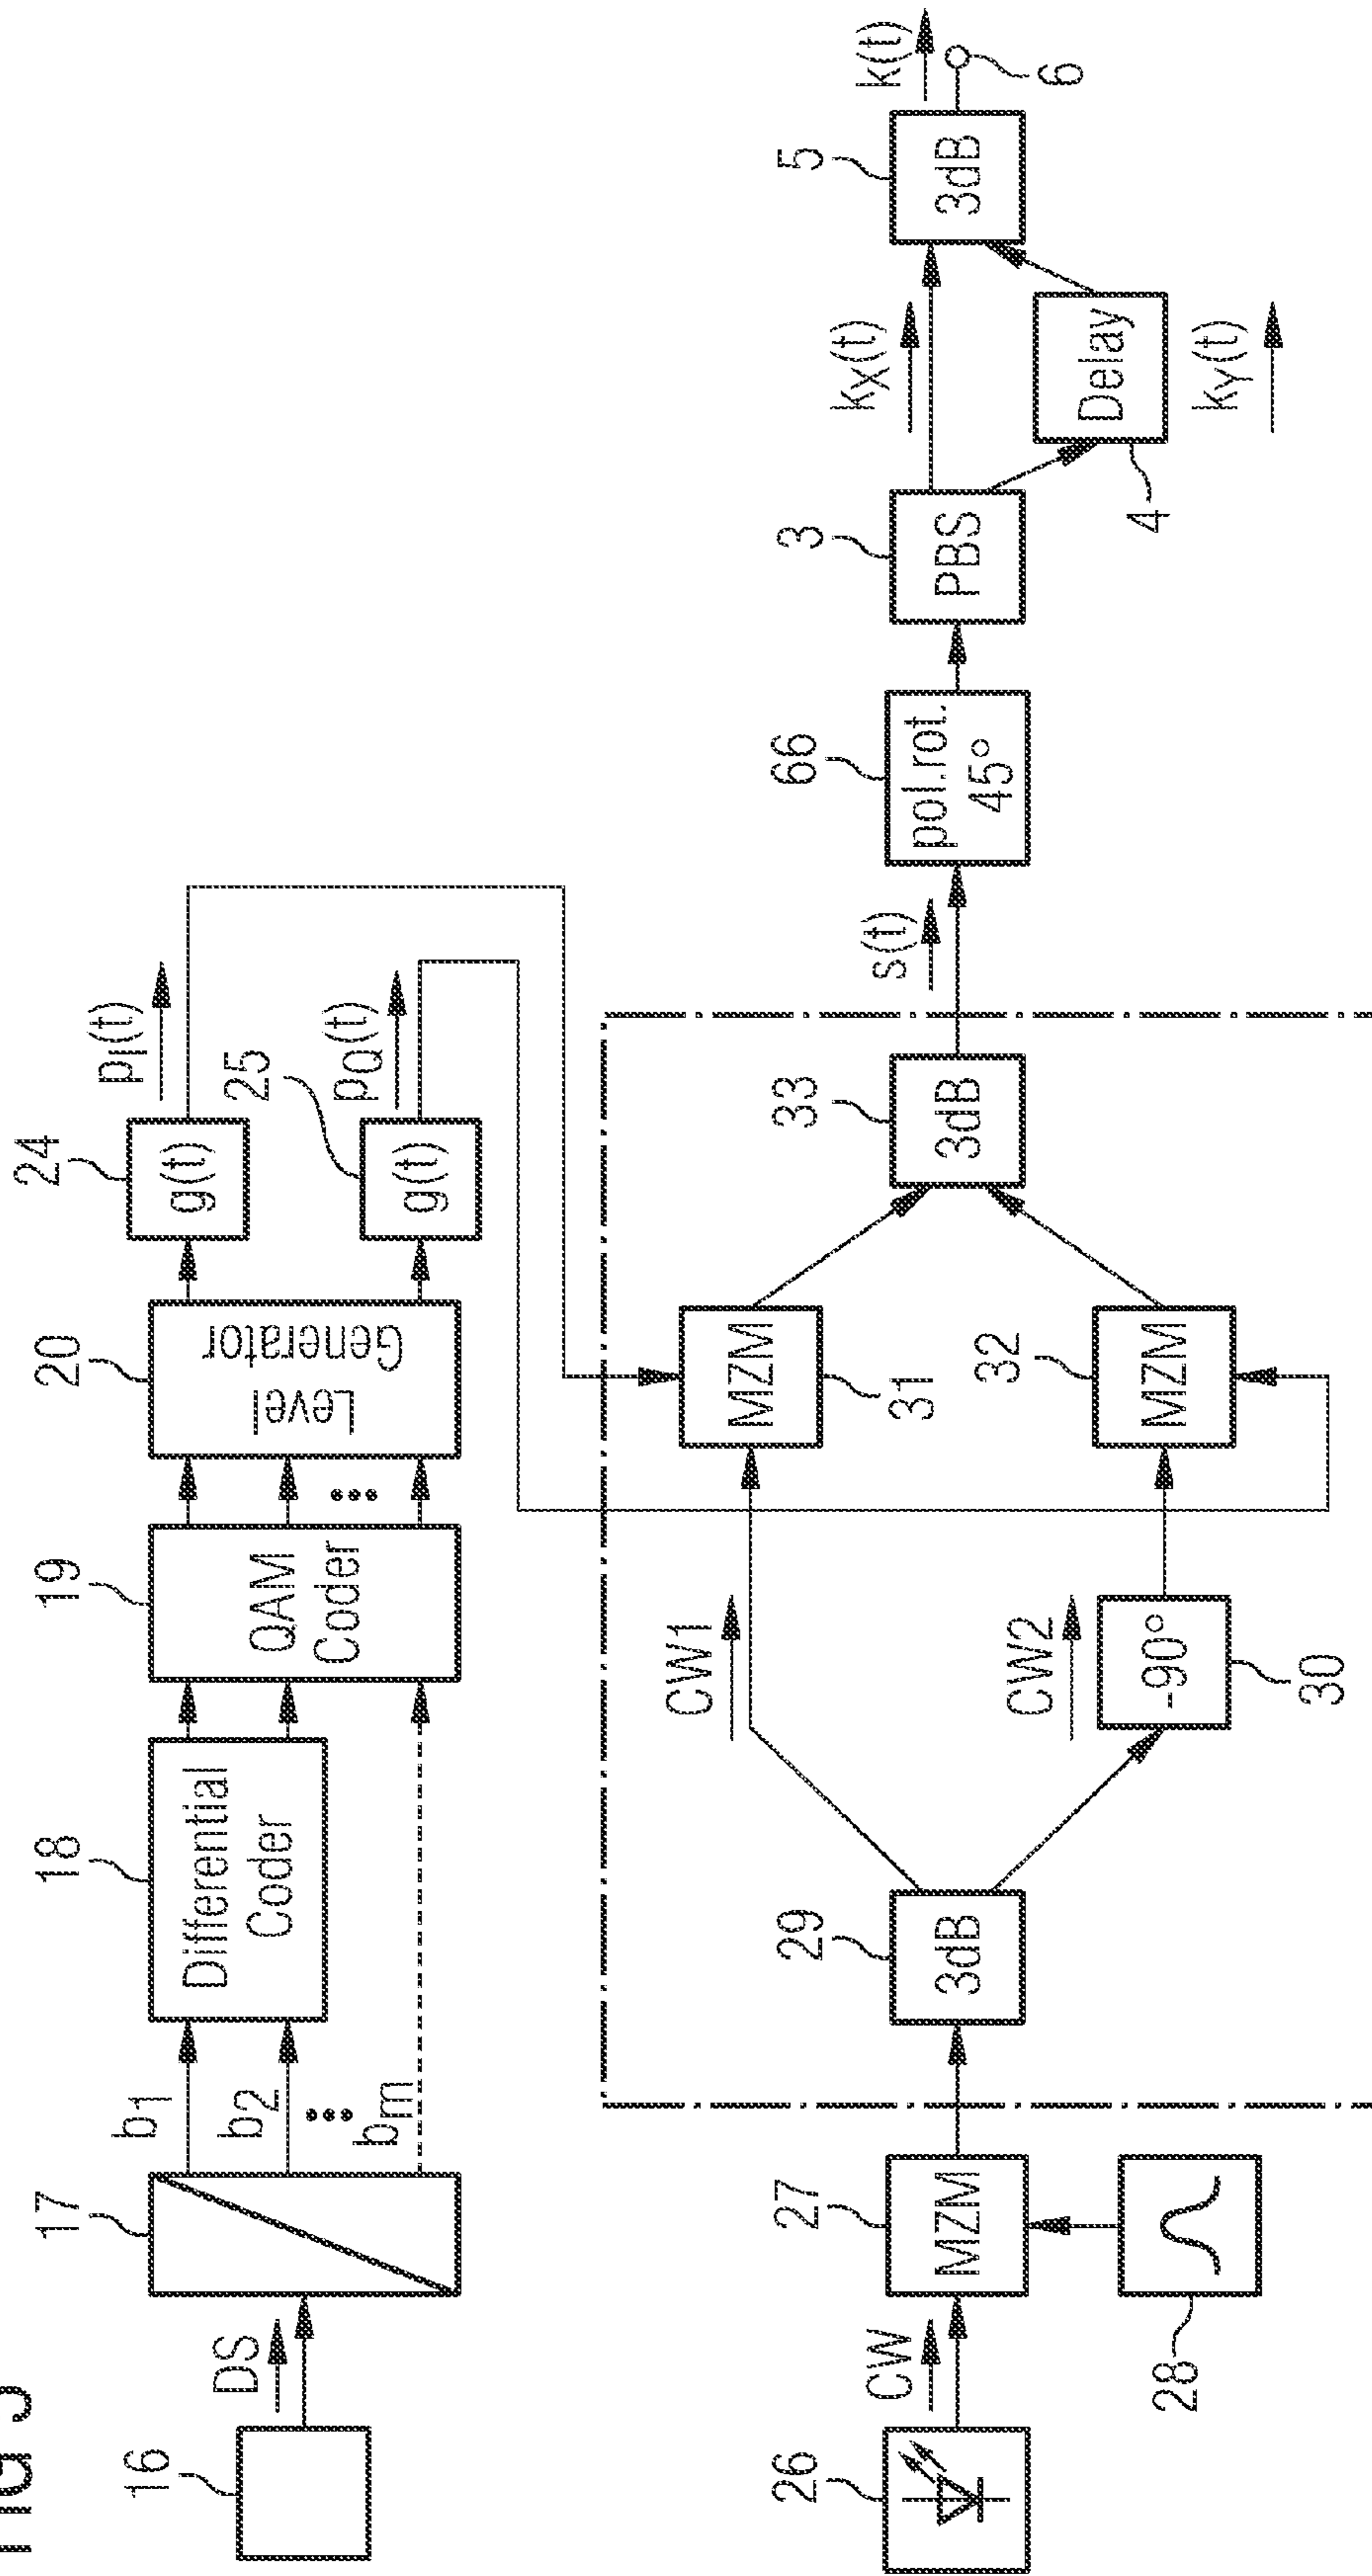 FIG
16
DS
17
b1
b2
•••
bm
18
Differential
Coder
19
QAM
Coder
•••
20
Level
Generator
24
g(t)
pI(t)
25
g(t)
pQ(t)
26
CW
27
MZM
28
29
3dB
CW1
CW2
-90°
30
MZM
31
32
MZM
33
3dB
s(t)
66
pol.rot.
45°
3
PBS
kX(t)
Delay
4
kY(t)
5
3dB
k(t)
6